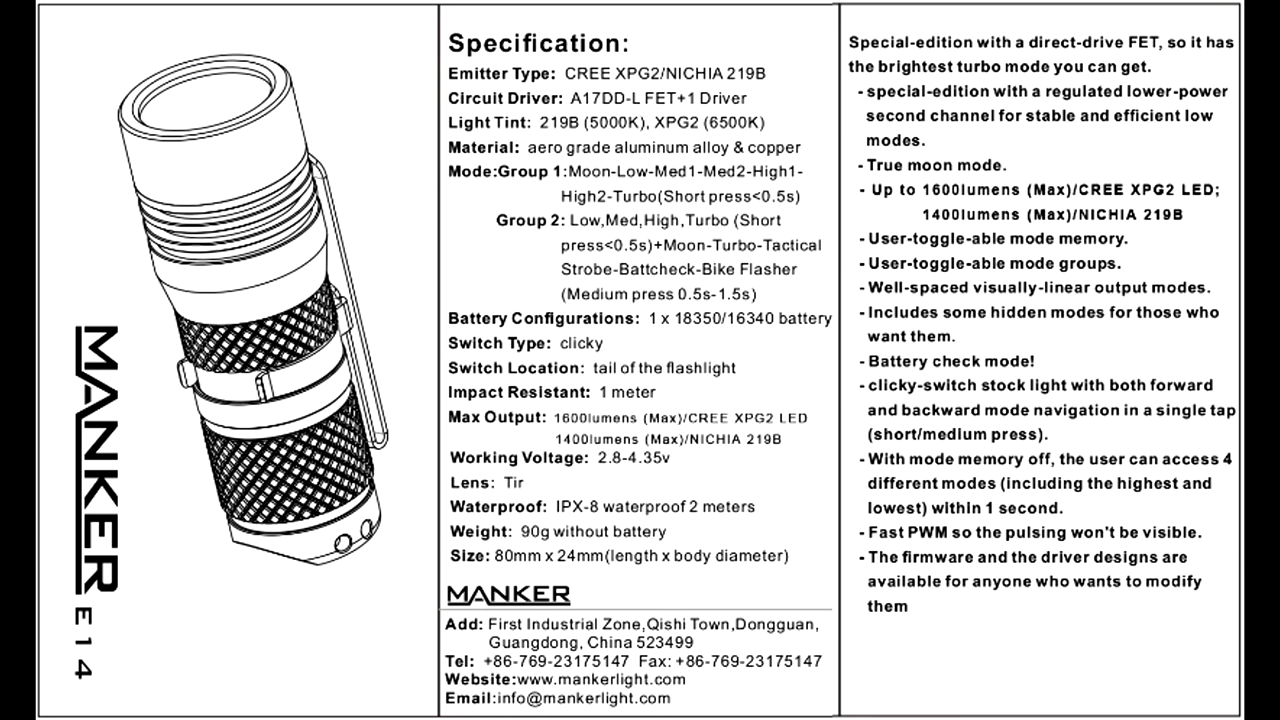 MANKER
E14
Specification:
Emitter Type: CREE XPG2/NICHIA 219B
Circuit Driver: A17DD-L FET+1 Driver
Light Tint: 219B (5000K), XPG2 (6500K)
Material: aero grade aluminum alloy & copper
Mode:Group 1:Moon-Low-Med1-Med2-High1-
High2-Turbo(Short press<0.5s)
Group 2: Low,Med,High,Turbo (Short
press<0.5s)+Moon-Turbo-Tactical
Strobe-Battcheck-Bike Flasher
(Medium press 0.5s-1.5s)
Battery Configurations: 1 x 18350/16340 battery
Switch Type: clicky
Switch Location: tail of the flashlight
Impact Resistant: 1 meter
Max Output: 1600lumens (Max)/CREE XPG2 LED
1400lumens (Max)/NICHIA 219B
Working Voltage: 2.8-4.35v
Lens: Tir
Waterproof: IPX-8 waterproof 2 meters
Weight: 90g without battery
Size: 80mm x 24mm(length x body diameter)
MANKER
Add: First Industrial Zone,Qishi Town,Dongguan,
Guangdong, China 523499
Tel: +86-769-23175147 Fax: +86-769-23175147
Website:www.mankerlight.com
Email:info@mankerlight.com
Special-edition with a direct-drive FET, so it has
the brightest turbo mode you can get.
- special-edition with a regulated lower-power
second channel for stable and efficient low
modes.
- True moon mode.
- Up to 1600lumens (Max)/CREE XPG2 LED;
1400lumens (Max)/NICHIA 219B
- User-toggle-able mode memory.
- User-toggle-able mode groups.
- Well-spaced visually-linear output modes.
- Includes some hidden modes for those who
want them.
- Battery check mode!
- clicky-switch stock light with both forward
and backward mode navigation in a single tap
(short/medium press).
- With mode memory off, the user can access 4
different modes (including the highest and
lowest) within 1 second.
- Fast PWM so the pulsing won't be visible.
- The firmware and the driver designs are
available for anyone who wants to modify
them